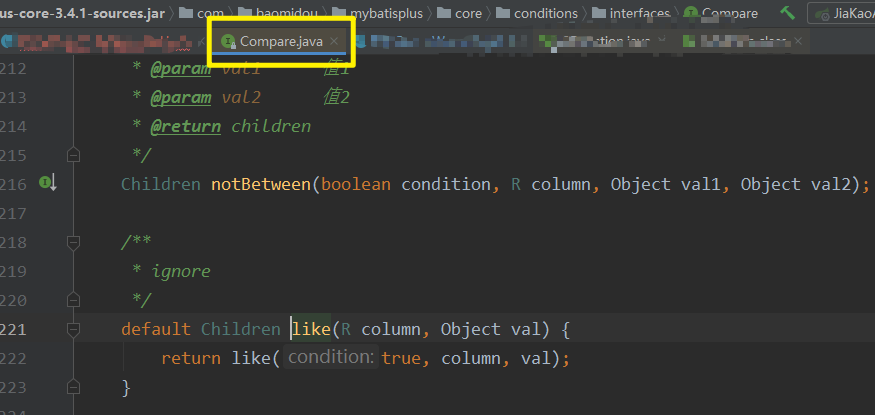 us-core-3.4.1-sources.jar com baomidou mybatisplus core conditions interfaces Compare JiaKaoA
Compare.java
212 * @param val1 值1
213 * @param val2 值2
214 * @return children
215 */
216 Children notBetween(boolean condition, R column, Object val1, Object val2);
217
218 /**
219 * ignore
220 */
221 default Children like(R column, Object val) {
222 return like( condition: true, column, val);
223 }